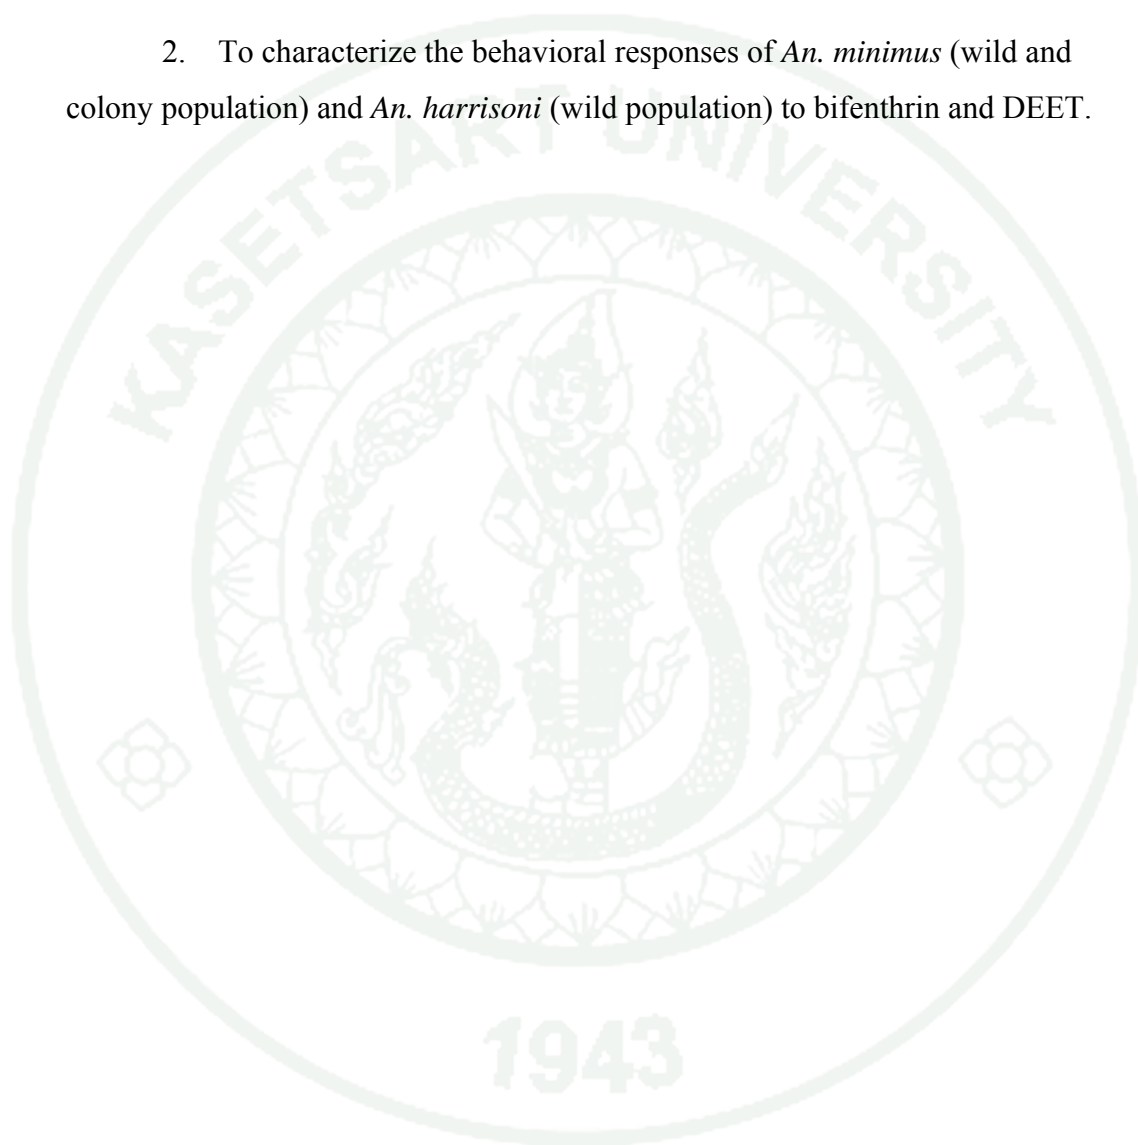 2. To characterize the behavioral responses of An. minimus (wild and
colony population) and An. harrisoni (wild population) to bifenthrin and DEET.
KASETSART UNIVERSITY
1943